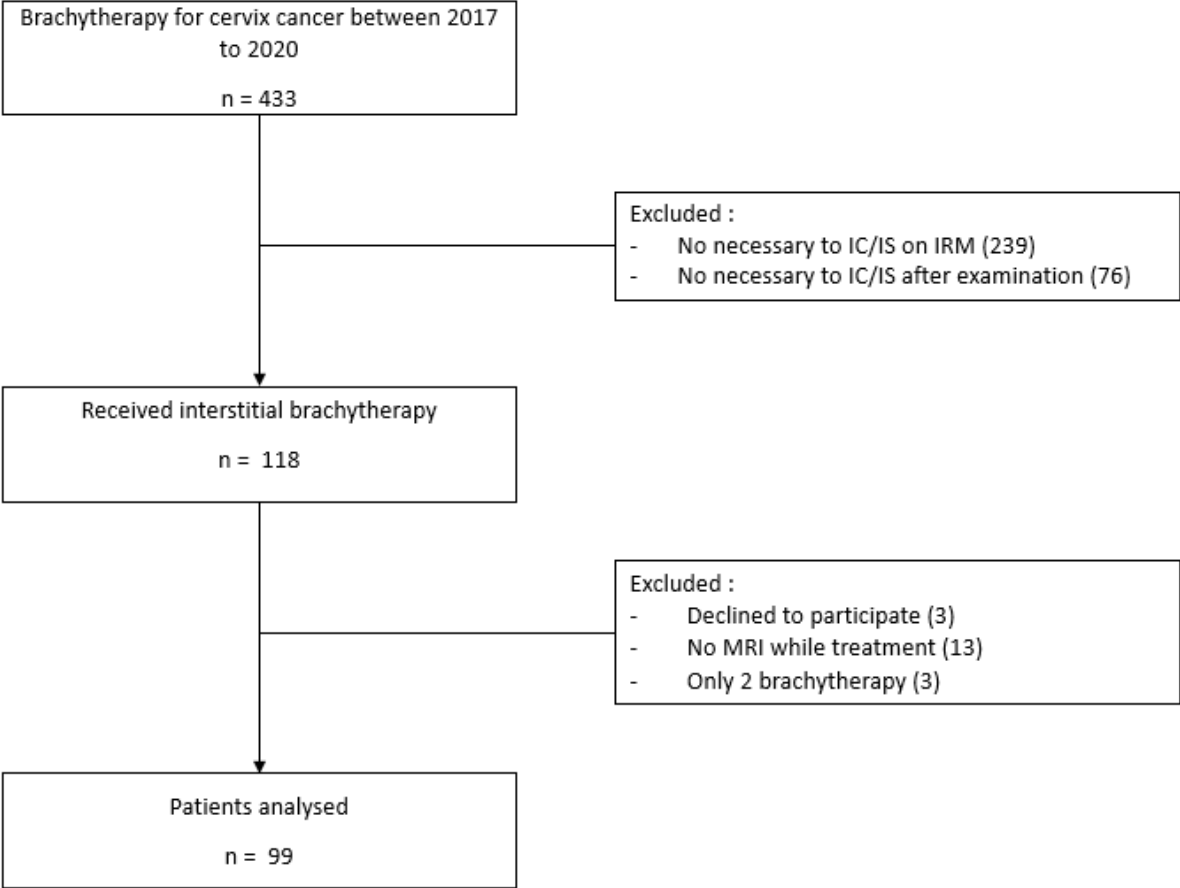 Brachytherapy for cervix cancer between 2017
to 2020
n = 433
Excluded :
- No necessary to IC/IS on IRM (239)
- No necessary to IC/IS after examination (76)
Received interstitial brachytherapy
n = 118
Excluded :
- Declined to participate (3)
- No MRI while treatment (13)
- Only 2 brachytherapy (3)
Patients analysed
n = 99